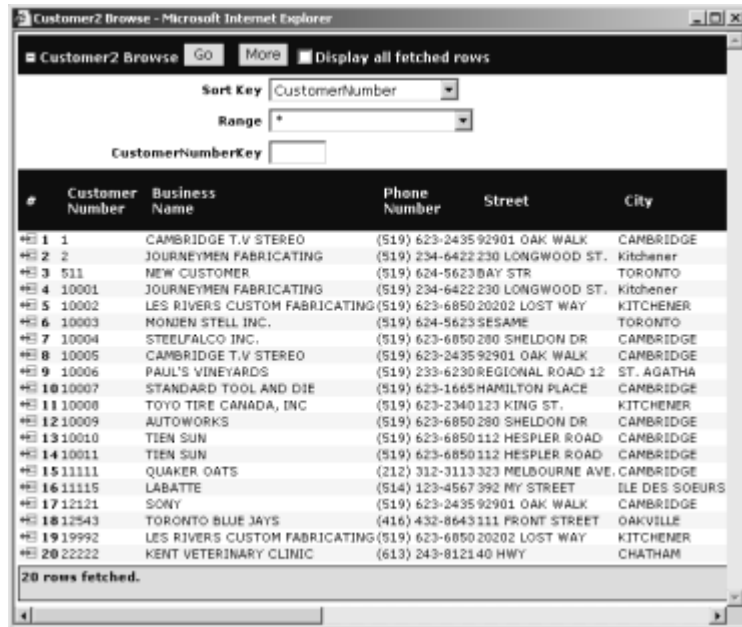 Customer2 Browse - Microsoft Internet Explorer
Customer2 Browse Go More Display all fetched rows
Sort Key CustomerNumber
Range *
CustomerNumberKey
# Customer Number Business Name Phone Number Street City
1 1 CAMBRIDGE T.V STEREO (519) 623-2435 92901 OAK WALK CAMBRIDGE
2 2 JOURNEYMEN FABRICATING (519) 234-6422 230 LONGWOOD ST. Kitchener
3 511 NEW CUSTOMER (519) 624-5623 BAY STR TORONTO
4 10001 JOURNEYMEN FABRICATING (519) 234-6422 230 LONGWOOD ST. Kitchener
5 10002 LES RIVERS CUSTOM FABRICATING (519) 623-6850 20202 LOST WAY KITCHENER
6 10003 MONIEN STELL INC. (519) 624-5623 SESAME TORONTO
7 10004 STEELFALCO INC. (519) 623-6850 280 SHELDON DR CAMBRIDGE
8 10005 CAMBRIDGE T.V STEREO (519) 623-2435 92901 OAK WALK CAMBRIDGE
9 10006 PAUL'S VINEYARDS (519) 233-6230 REGIONAL ROAD 12 ST. AGATHA
10 10007 STANDARD TOOL AND DIE (519) 623-1665 HAMILTON PLACE CAMBRIDGE
11 10008 TOYO TIRE CANADA, INC (519) 623-2340 123 KING ST. KITCHENER
12 10009 AUTOWORKS (519) 623-6850 280 SHELDON DR CAMBRIDGE
13 10010 TIEN SUN (519) 623-6850 112 HESPLER ROAD CAMBRIDGE
14 10011 TIEN SUN (519) 623-6850 112 HESPLER ROAD CAMBRIDGE
15 11111 QUAKER OATS (212) 312-3113 323 MELBOURNE AVE. CAMBRIDGE
16 11115 LABATTE (514) 123-4567 392 MY STREET ILE DES SOEURS
17 12121 SONY (519) 623-2435 92901 OAK WALK CAMBRIDGE
18 12543 TORONTO BLUE JAYS (416) 432-8643 111 FRONT STREET OAKVILLE
19 19992 LES RIVERS CUSTOM FABRICATING (519) 623-6850 20202 LOST WAY KITCHENER
20 22222 KENT VETERINARY CLINIC (613) 243-8121 40 HWY CHATHAM
20 rows fetched.